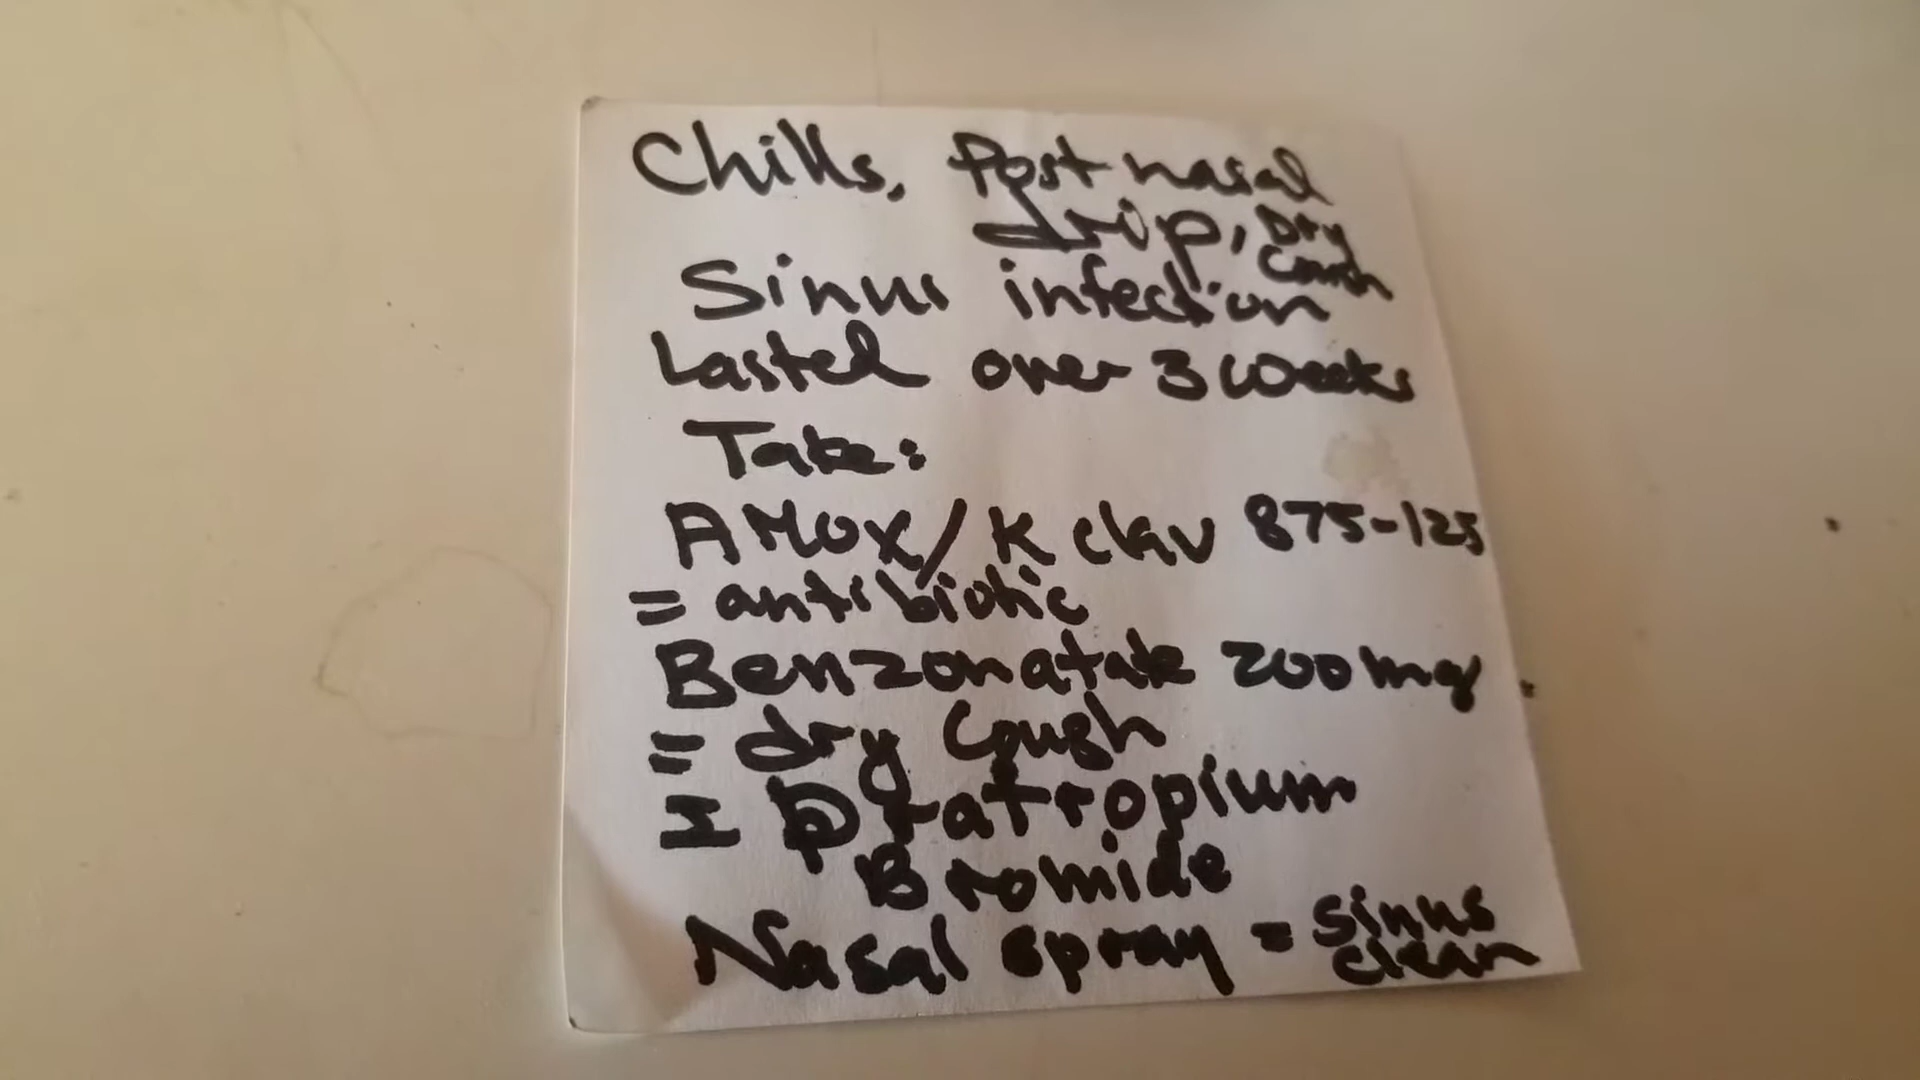 Chills, Post nasal
drip, Dry
Cough
Sinus infection
Lasted over 3 weeks
Take:
AMOX/K clav 875-125
= antibiotic
Benzonatate 200mg
= dry cough
= Ipratropium
Bromide
Nasal spray = sinus
clean